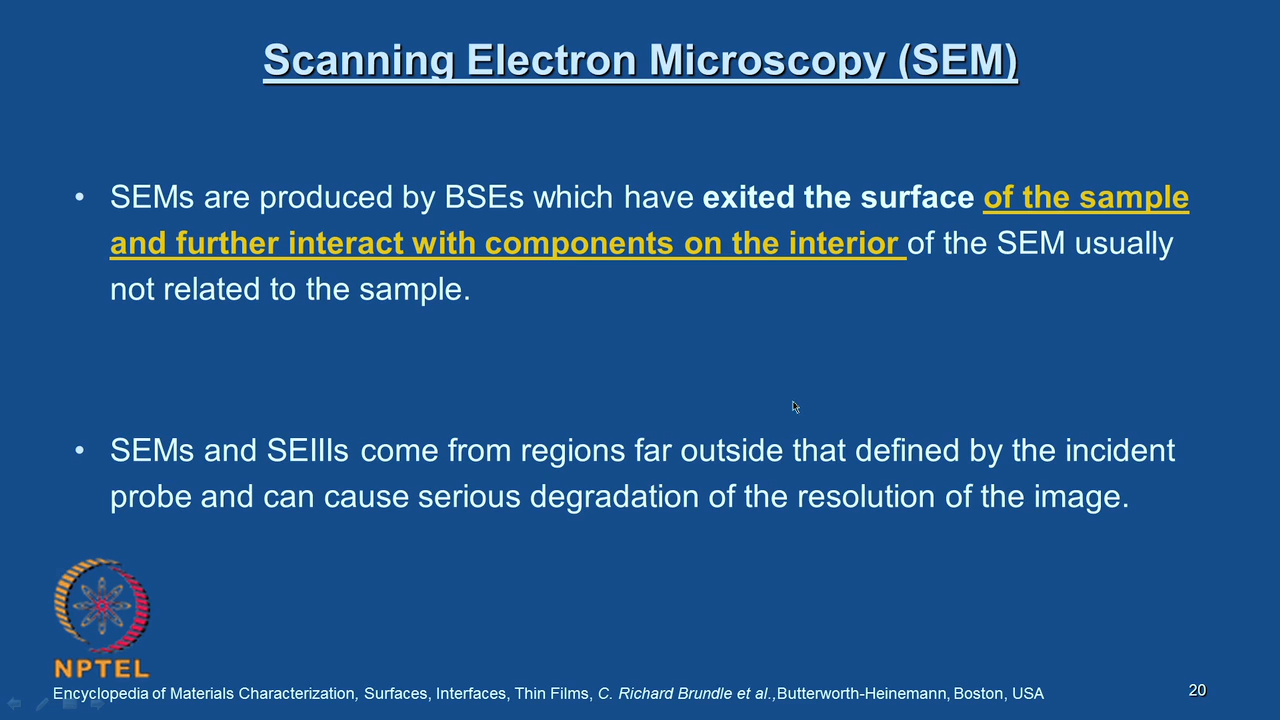 Scanning Electron Microscopy (SEM)
• SEMs are produced by BSEs which have exited the surface of the sample
and further interact with components on the interior of the SEM usually
not related to the sample.
• SEMs and SEIIIs come from regions far outside that defined by the incident
probe and can cause serious degradation of the resolution of the image.
NPTEL
Encyclopedia of Materials Characterization, Surfaces, Interfaces, Thin Films, C. Richard Brundle et al.,Butterworth-Heinemann, Boston, USA
20